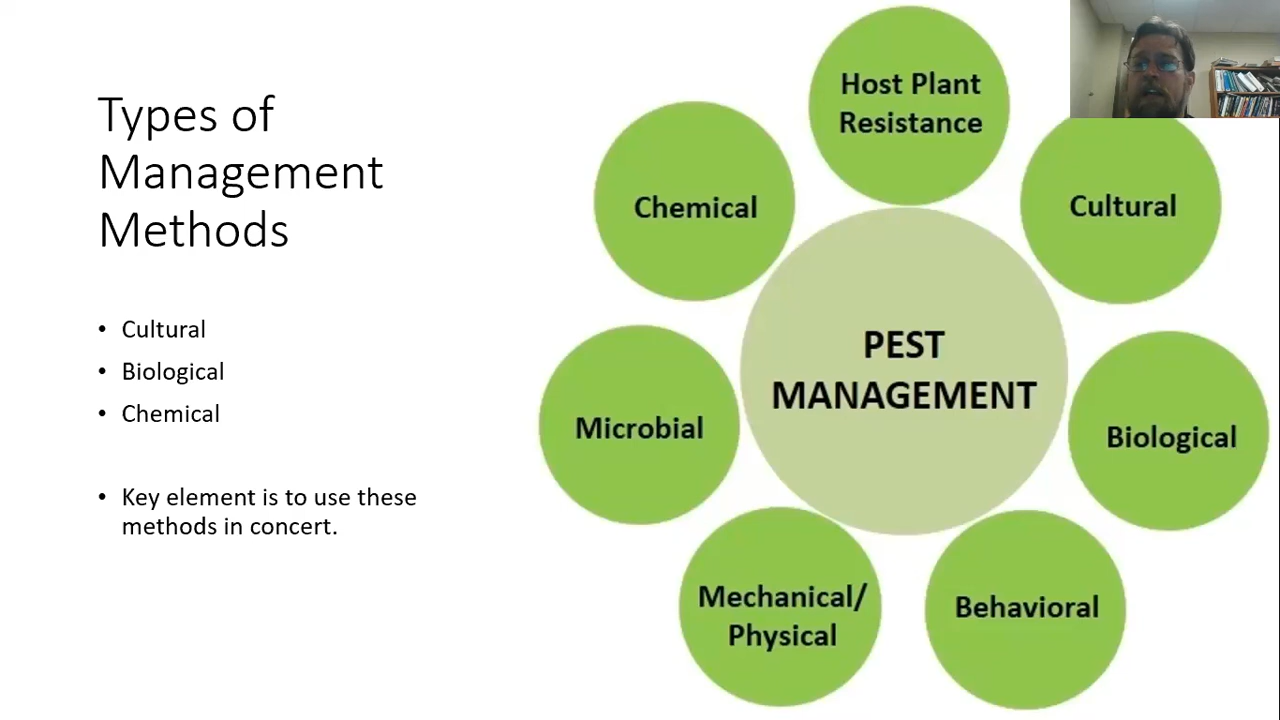 Types of
Management
Methods
• Cultural
• Biological
• Chemical
• Key element is to use these
methods in concert.
Host Plant
Resistance
Cultural
Biological
Behavioral
Mechanical/
Physical
Microbial
Chemical
PEST
MANAGEMENT